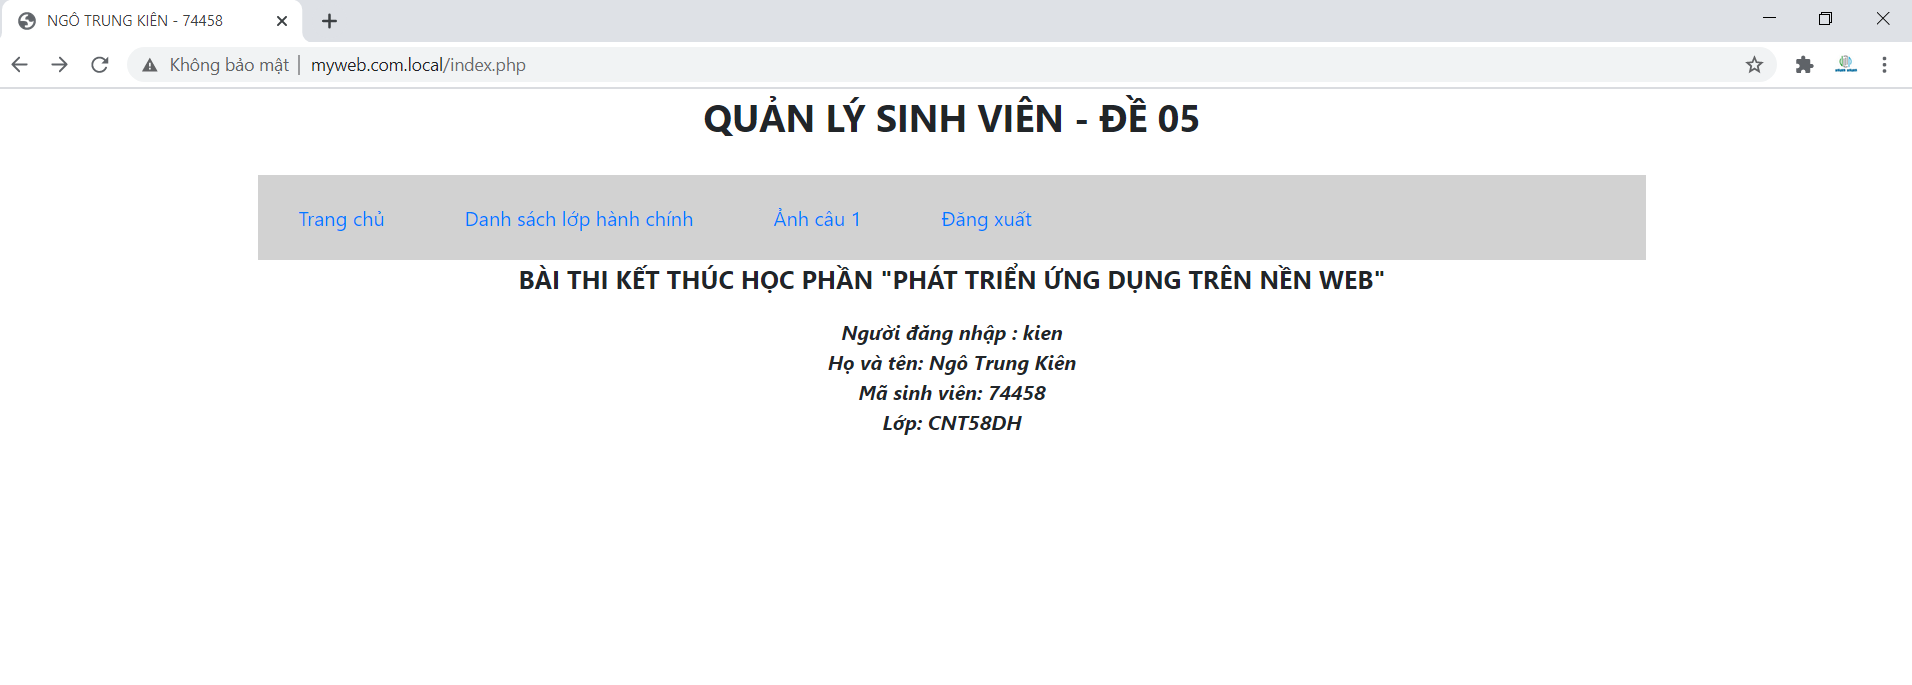 NGÔ TRUNG KIÊN - 74458
Không bảo mật | myweb.com.local/index.php
QUẢN LÝ SINH VIÊN - ĐỀ 05
Trang chủ Danh sách lớp hành chính Ảnh câu 1 Đăng xuất
BÀI THI KẾT THÚC HỌC PHẦN "PHÁT TRIỂN ỨNG DỤNG TRÊN NỀN WEB"
Người đăng nhập : kien
Họ và tên: Ngô Trung Kiên
Mã sinh viên: 74458
Lớp: CNT58DH